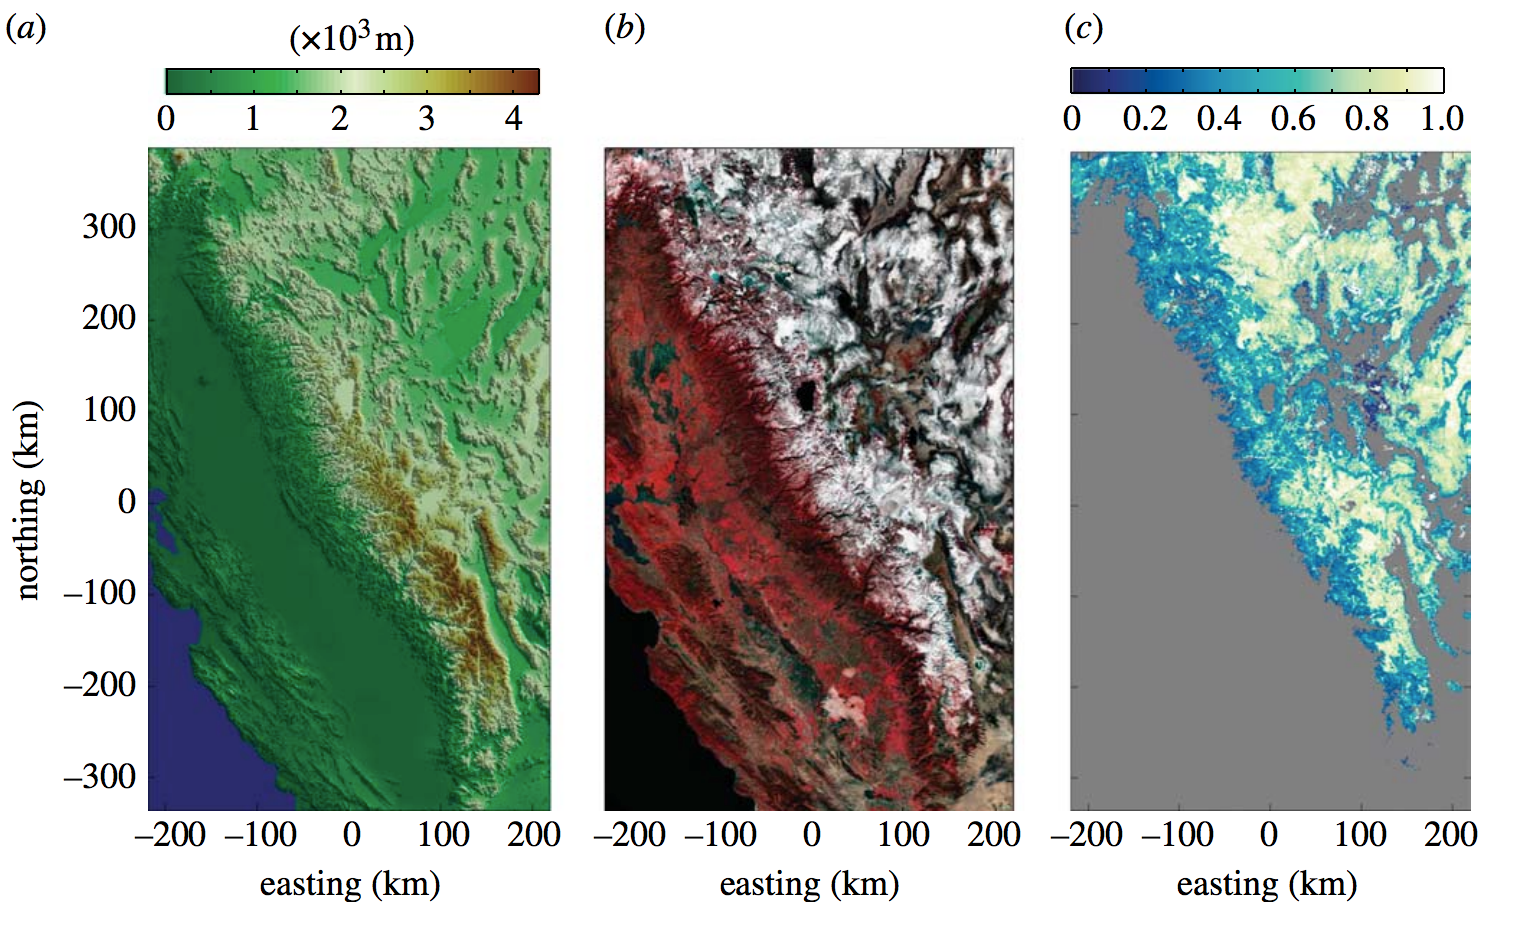 (a)
(×10³ m)
0 1 2 3 4
(b)
(c)
0 0.2 0.4 0.6 0.8 1.0
northing (km)
300
200
100
0
–100
–200
–300
–200 –100 0 100 200
easting (km)
–200 –100 0 100 200
easting (km)
–200 –100 0 100 200
easting (km)